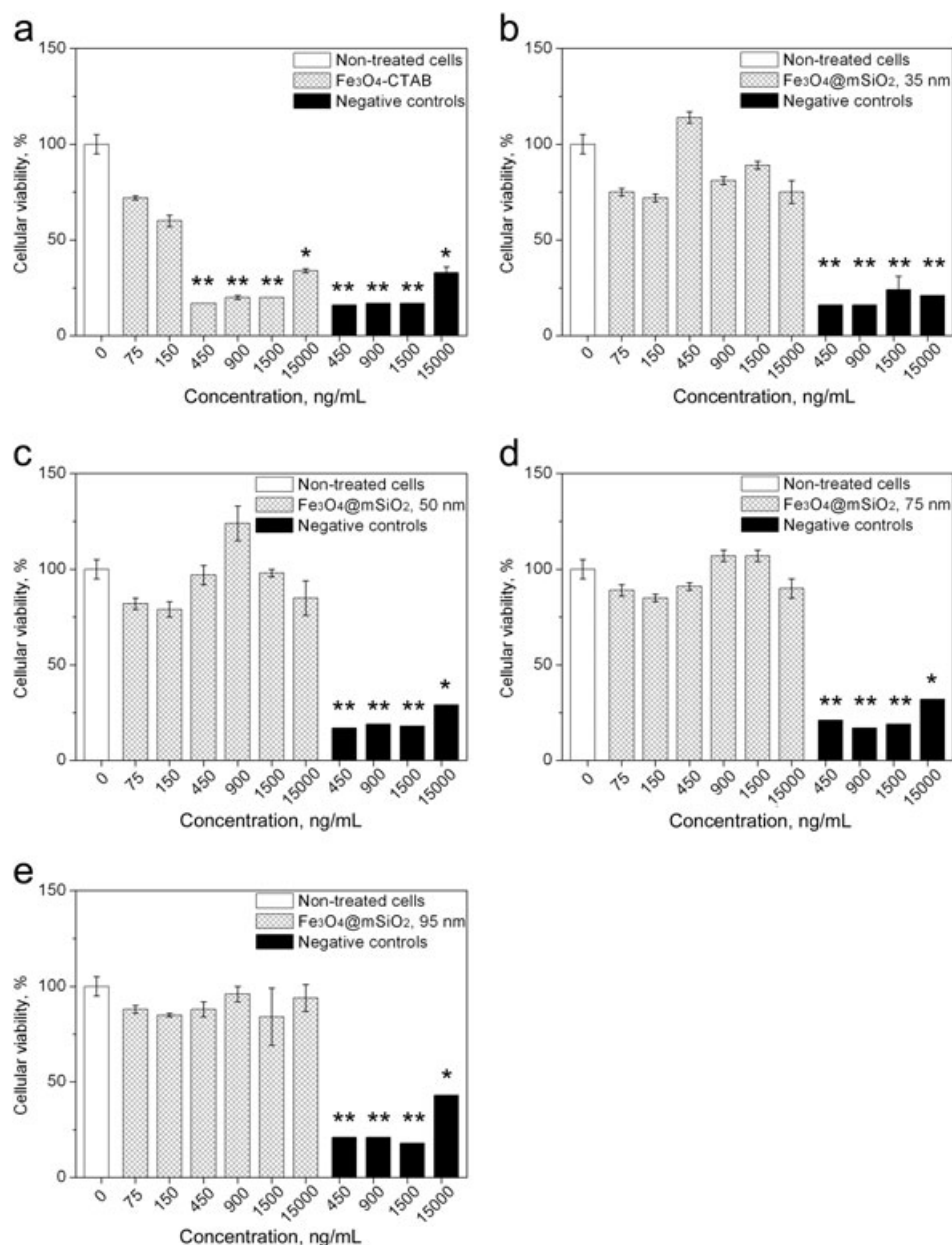 a
150
100
50
0
Cellular viability, %
Non-treated cells
Fe₃O₄-CTAB
Negative controls
** ** ** * ** ** ** *
0 75 150 450 900 1500 15000 450 900 1500 15000
Concentration, ng/mL
b
150
100
50
0
Cellular viability, %
Non-treated cells
Fe₃O₄@mSiO₂, 35 nm
Negative controls
** ** ** **
0 75 150 450 900 1500 15000 450 900 1500 15000
Concentration, ng/mL
c
150
100
50
0
Cellular viability, %
Non-treated cells
Fe₃O₄@mSiO₂, 50 nm
Negative controls
** ** ** *
0 75 150 450 900 1500 15000 450 900 1500 15000
Concentration, ng/mL
d
150
100
50
0
Cellular viability, %
Non-treated cells
Fe₃O₄@mSiO₂, 75 nm
Negative controls
** ** ** *
0 75 150 450 900 1500 15000 450 900 1500 15000
Concentration, ng/mL
e
150
100
50
0
Cellular viability, %
Non-treated cells
Fe₃O₄@mSiO₂, 95 nm
Negative controls
** ** ** *
0 75 150 450 900 1500 15000 450 900 1500 15000
Concentration, ng/mL